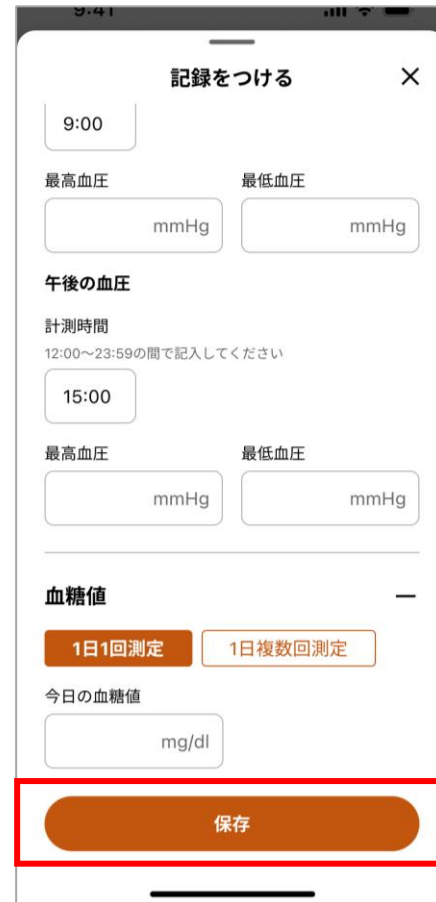 9:41
記録をつける ×
9:00
最高血圧 最低血圧
mmHg mmHg
午後の血圧
計測時間
12:00〜23:59の間で記入してください
15:00
最高血圧 最低血圧
mmHg mmHg
血糖値
1日1回測定 1日複数回測定
今日の血糖値
mg/dl
保存